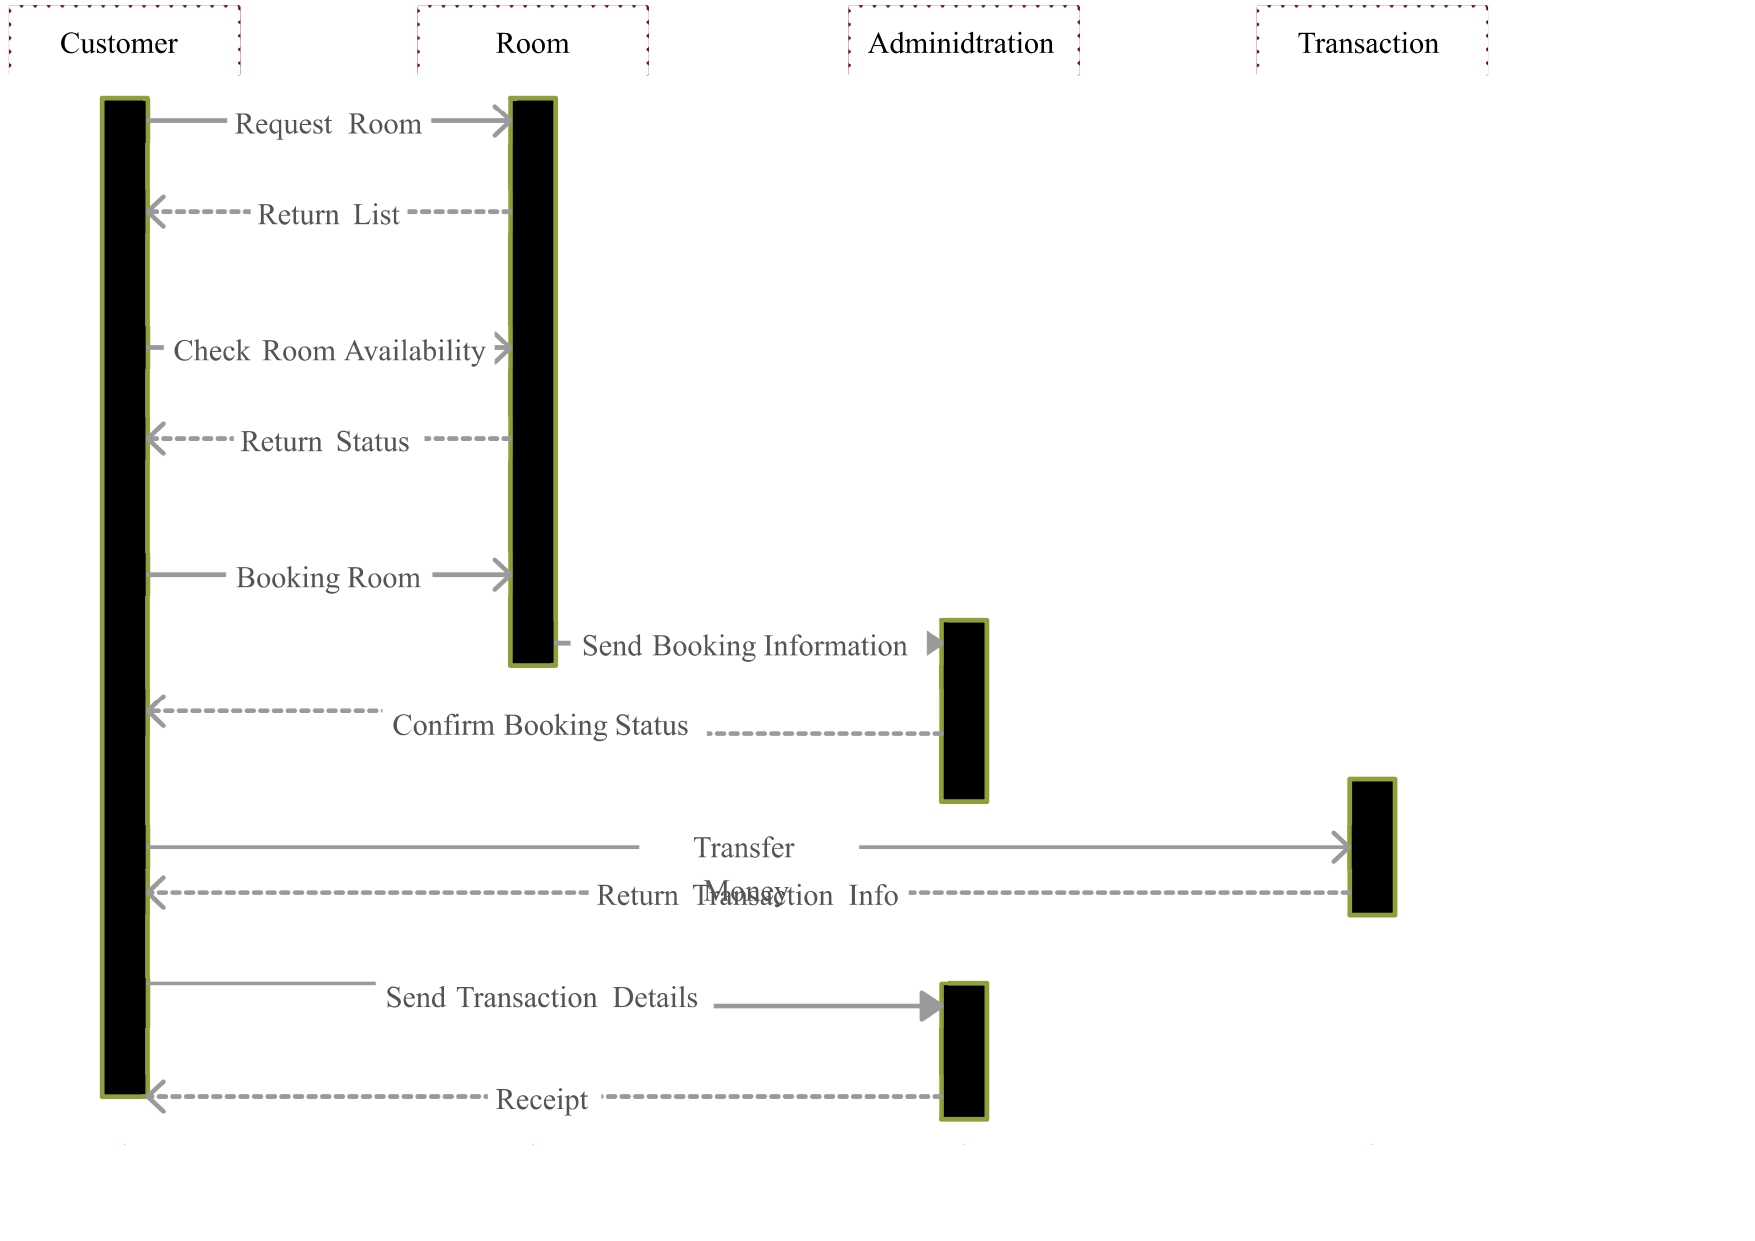 Customer
Room
Adminidtration
Transaction
Request Room
Return List
Check Room Availability
Return Status
Booking Room
Send Booking Information
Confirm Booking Status
Transfer
Money
Return Transaction Info
Send Transaction Details
Receipt